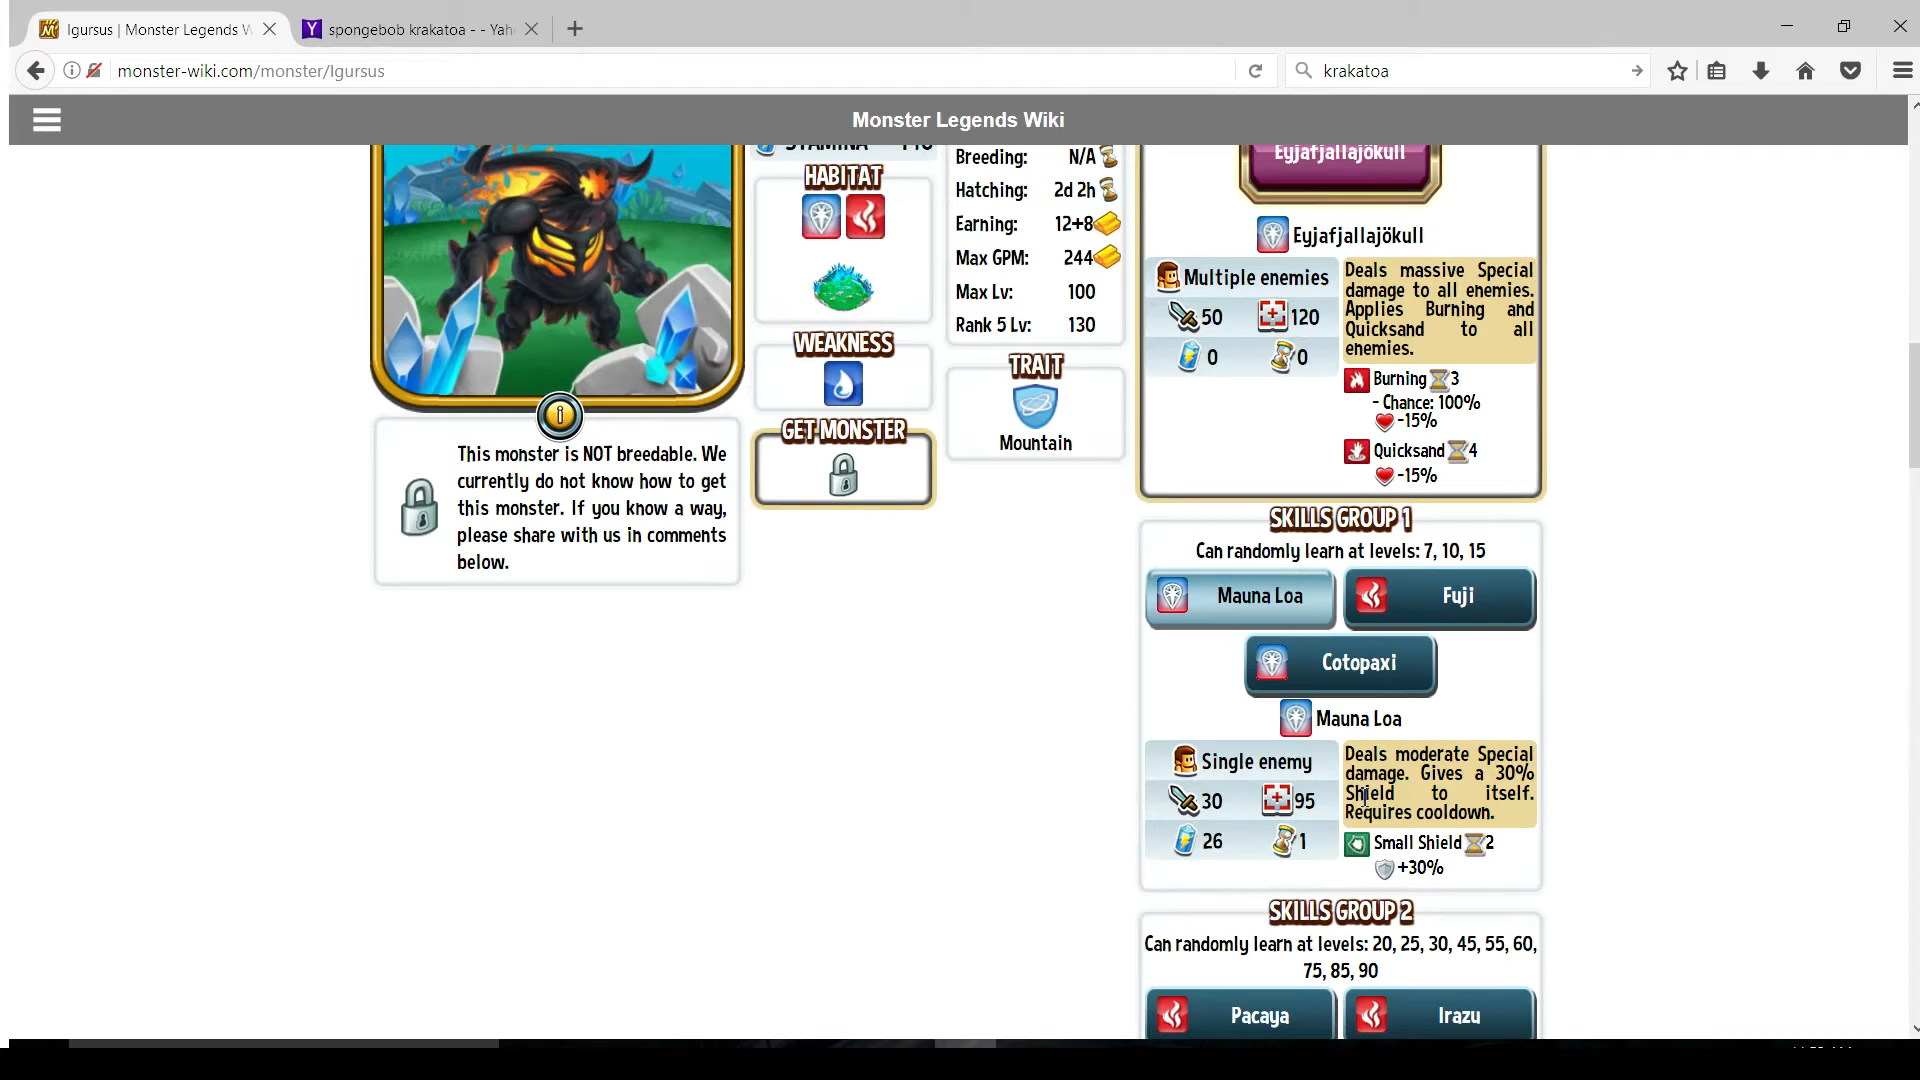 Igursus | Monster Legends W
spongebob krakatoa - - Yah
monster-wiki.com/monster/Igursus
krakatoa
Monster Legends Wiki
STAMINA
HABITAT
WEAKNESS
GET MONSTER
This monster is NOT breedable. We
currently do not know how to get
this monster. If you know a way,
please share with us in comments
below.
Breeding: N/A
Hatching: 2d 2h
Earning: 12+8
Max GPM: 244
Max Lv: 100
Rank 5 Lv: 130
TRAIT
Mountain
Eyjafjallajökull
Eyjafjallajökull
Multiple enemies
50 120
0 0
Deals massive Special
damage to all enemies.
Applies Burning and
Quicksand to all
enemies.
Burning 3
- Chance: 100%
-15%
Quicksand 4
-15%
SKILLS GROUP 1
Can randomly learn at levels: 7, 10, 15
Mauna Loa Fuji
Cotopaxi
Mauna Loa
Single enemy
30 95
26 1
Deals moderate Special
damage. Gives a 30%
Shield to itself.
Requires cooldown.
Small Shield 2
+30%
SKILLS GROUP 2
Can randomly learn at levels: 20, 25, 30, 45, 55, 60,
75, 85, 90
Pacaya Irazu